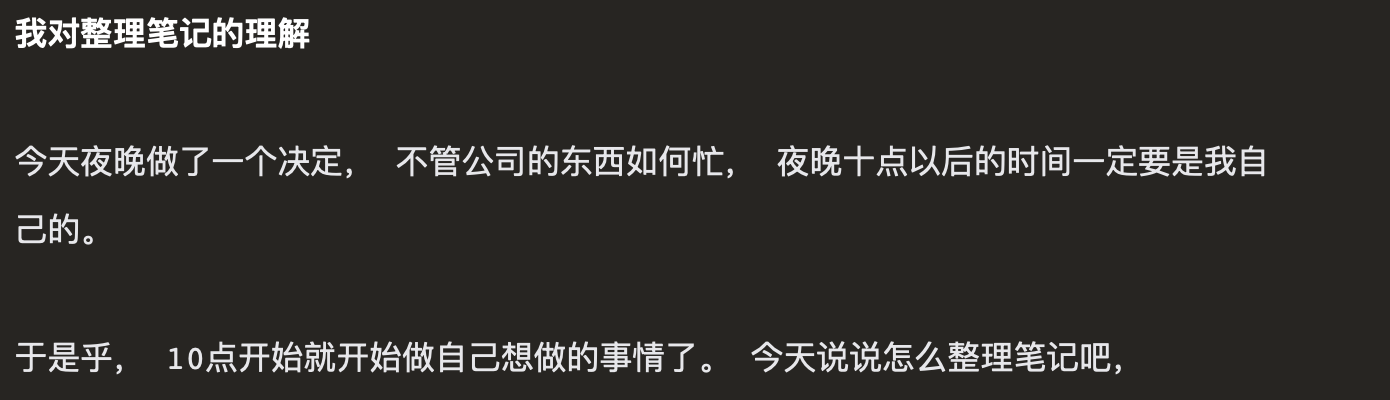 我对整理笔记的理解
今天夜晚做了一个决定， 不管公司的东西如何忙， 夜晚十点以后的时间一定要是我自
己的。
于是乎， 10点开始就开始做自己想做的事情了。 今天说说怎么整理笔记吧，